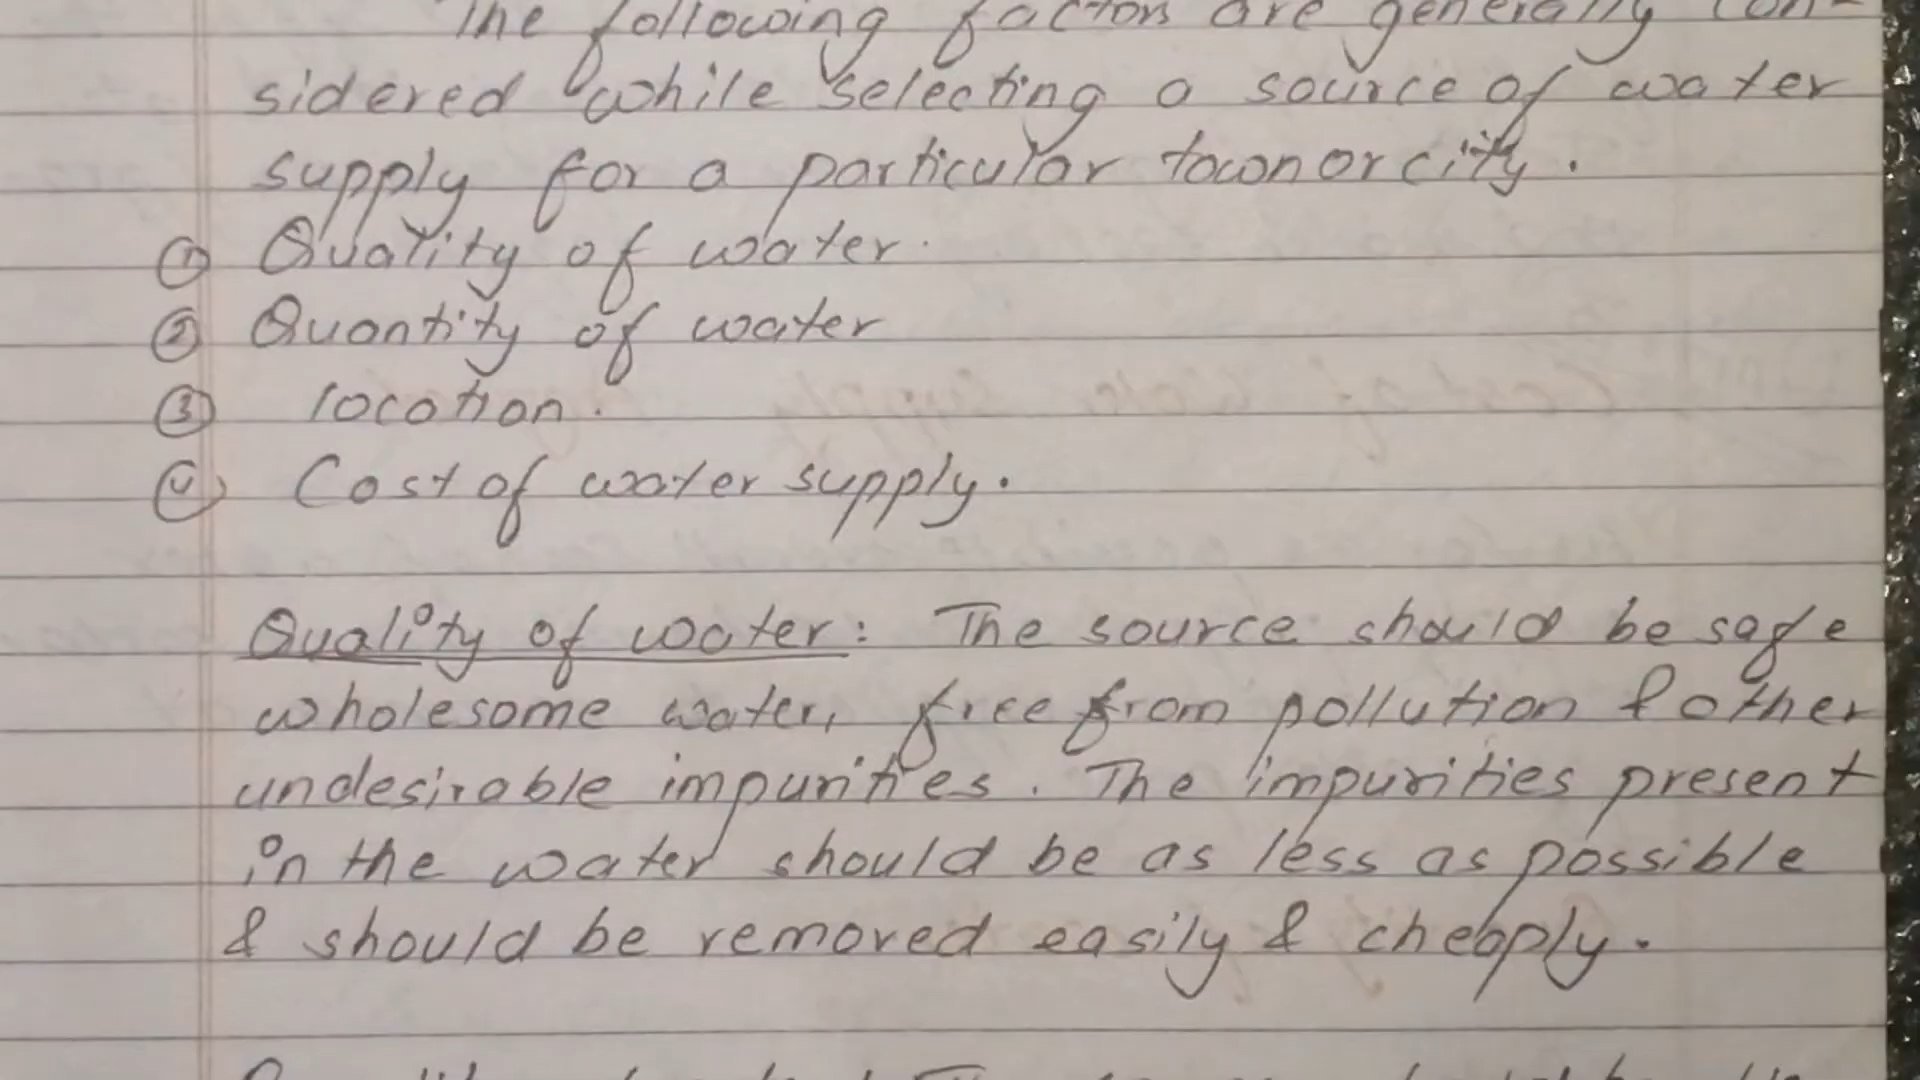 The following factors are generally con-
sidered while selecting a source of water
supply for a particular town or city.
① Quality of water.
② Quantity of water
③ location.
④ Cost of water supply.
Quality of water: The source should be safe
wholesome water, free from pollution & other
undesirable impurities. The impurities present
in the water should be as less as possible
& should be removed easily & cheaply.